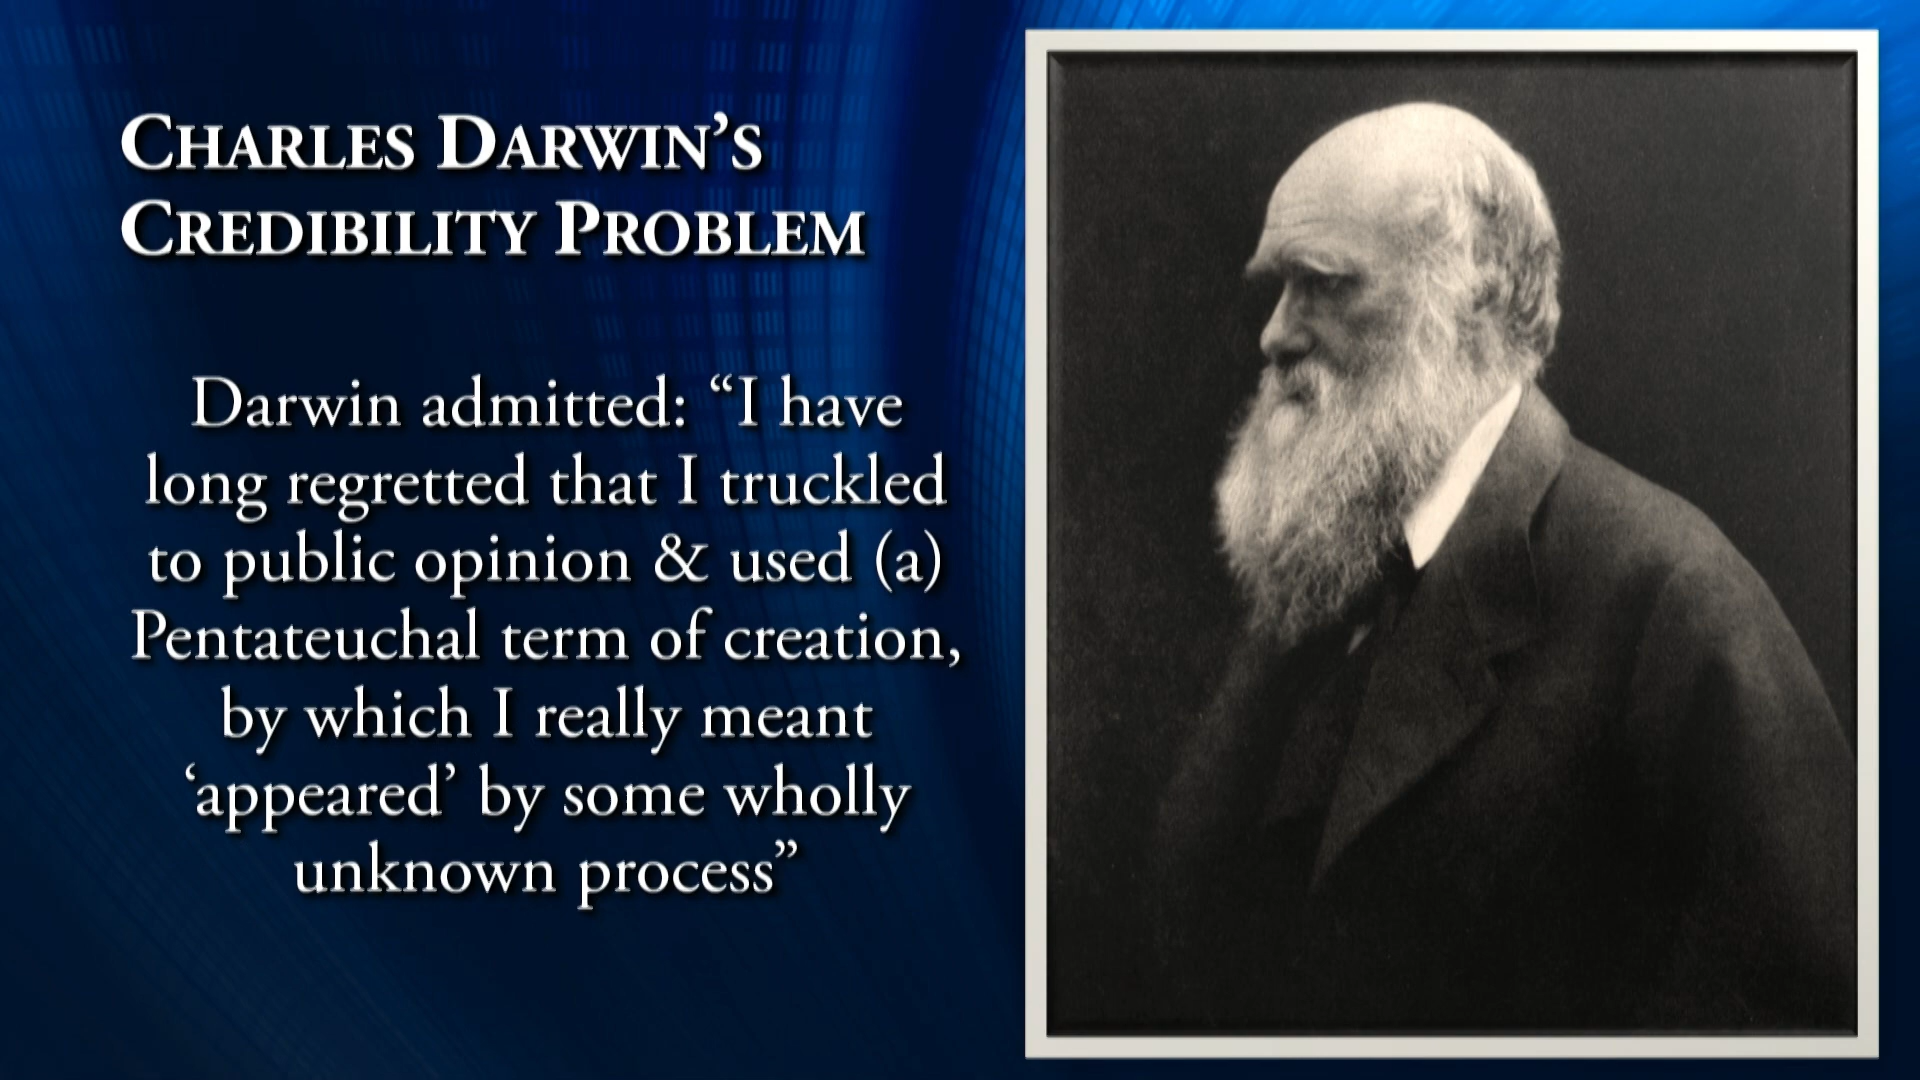 CHARLES DARWIN’S
CREDIBILITY PROBLEM
Darwin admitted: “I have
long regretted that I truckled
to public opinion & used (a)
Pentateuchal term of creation,
by which I really meant
‘appeared’ by some wholly
unknown process”